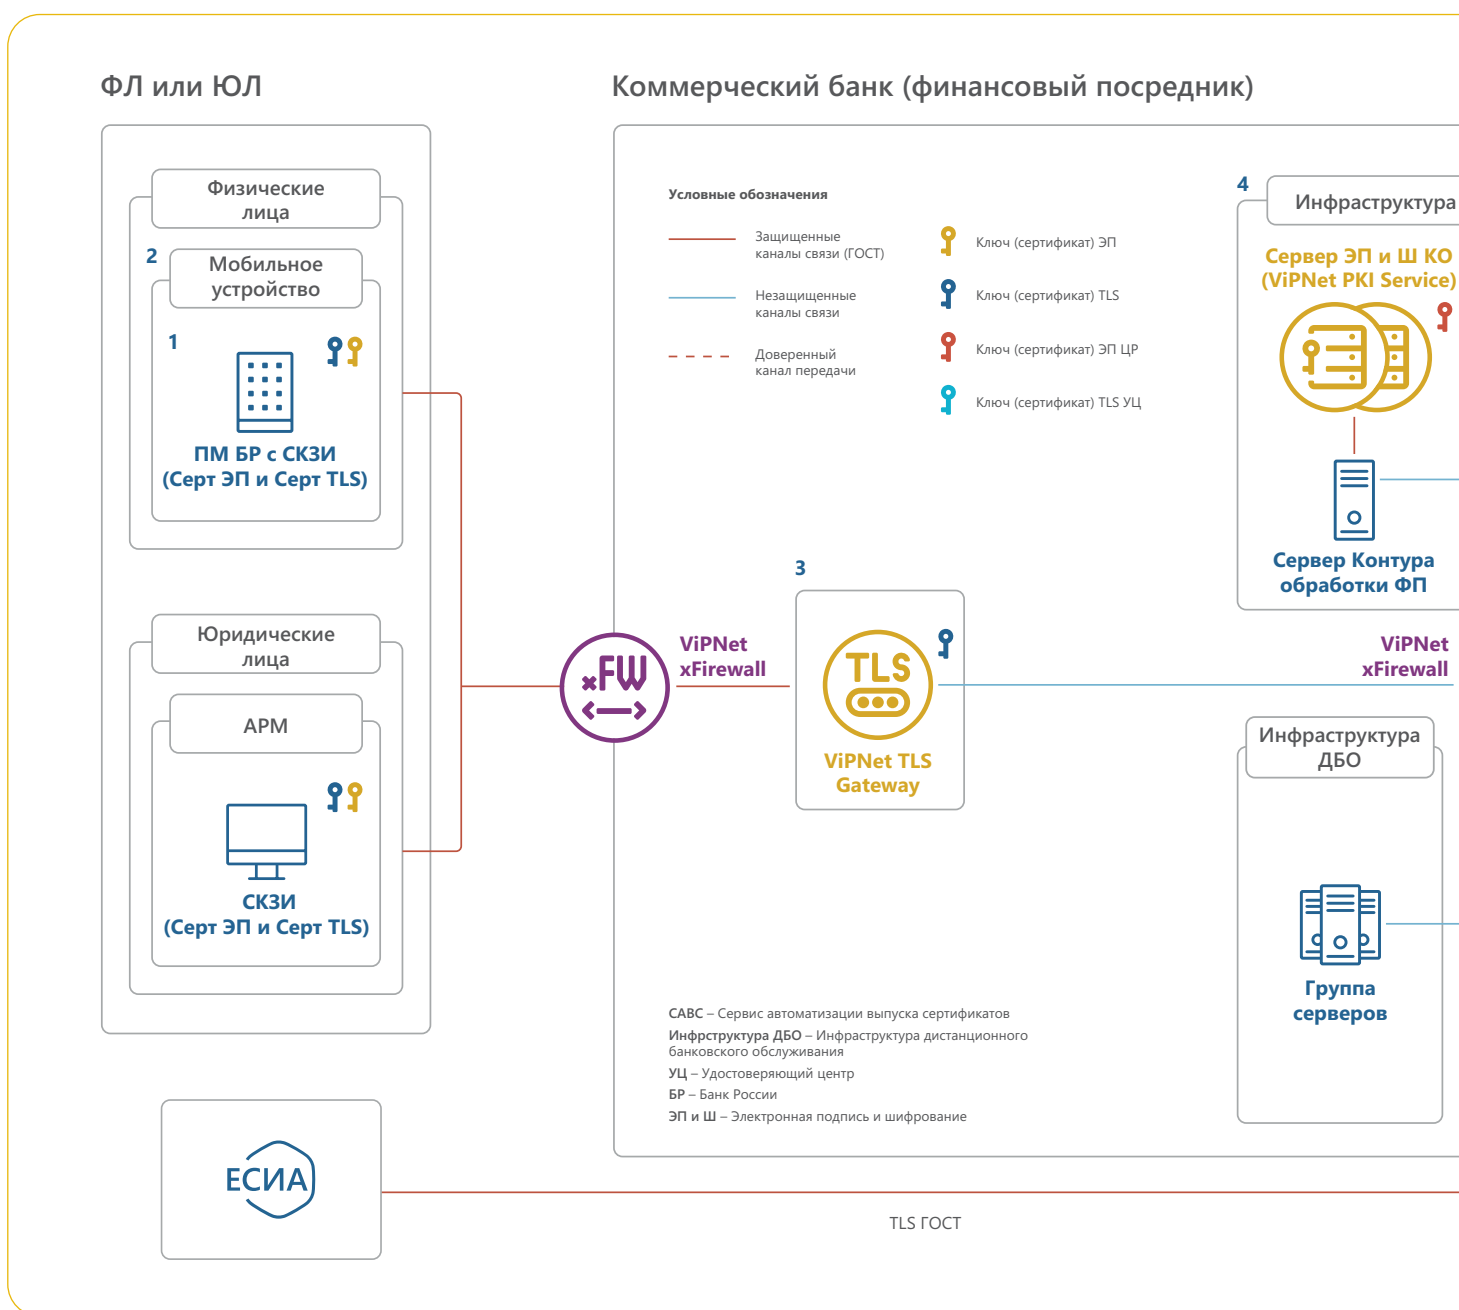 ФЛ или ЮЛ
Коммерческий банк (финансовый посредник)
Физические
лица
2
Мобильное
устройство
1
ПМ БР с СКЗИ
(Серт ЭП и Серт TLS)
Юридические
лица
АРМ
СКЗИ
(Серт ЭП и Серт TLS)
ЕСИА
Условные обозначения
Защищенные
каналы связи (ГОСТ)
Незащищенные
каналы связи
Доверенный
канал передачи
Ключ (сертификат) ЭП
Ключ (сертификат) TLS
Ключ (сертификат) ЭП ЦР
Ключ (сертификат) TLS УЦ
xFW
ViPNet
xFirewall
3
TLS
ViPNet TLS
Gateway
4
Инфраструктура
Сервер ЭП и Ш КО
(ViPNet PKI Service)
Сервер Контура
обработки ФП
ViPNet
xFirewall
Инфраструктура
ДБО
Группа
серверов
САВС – Сервис автоматизации выпуска сертификатов
Инфрструктура ДБО – Инфраструктура дистанционного
банковского обслуживания
УЦ – Удостоверяющий центр
БР – Банк России
ЭП и Ш – Электронная подпись и шифрование
TLS ГОСТ